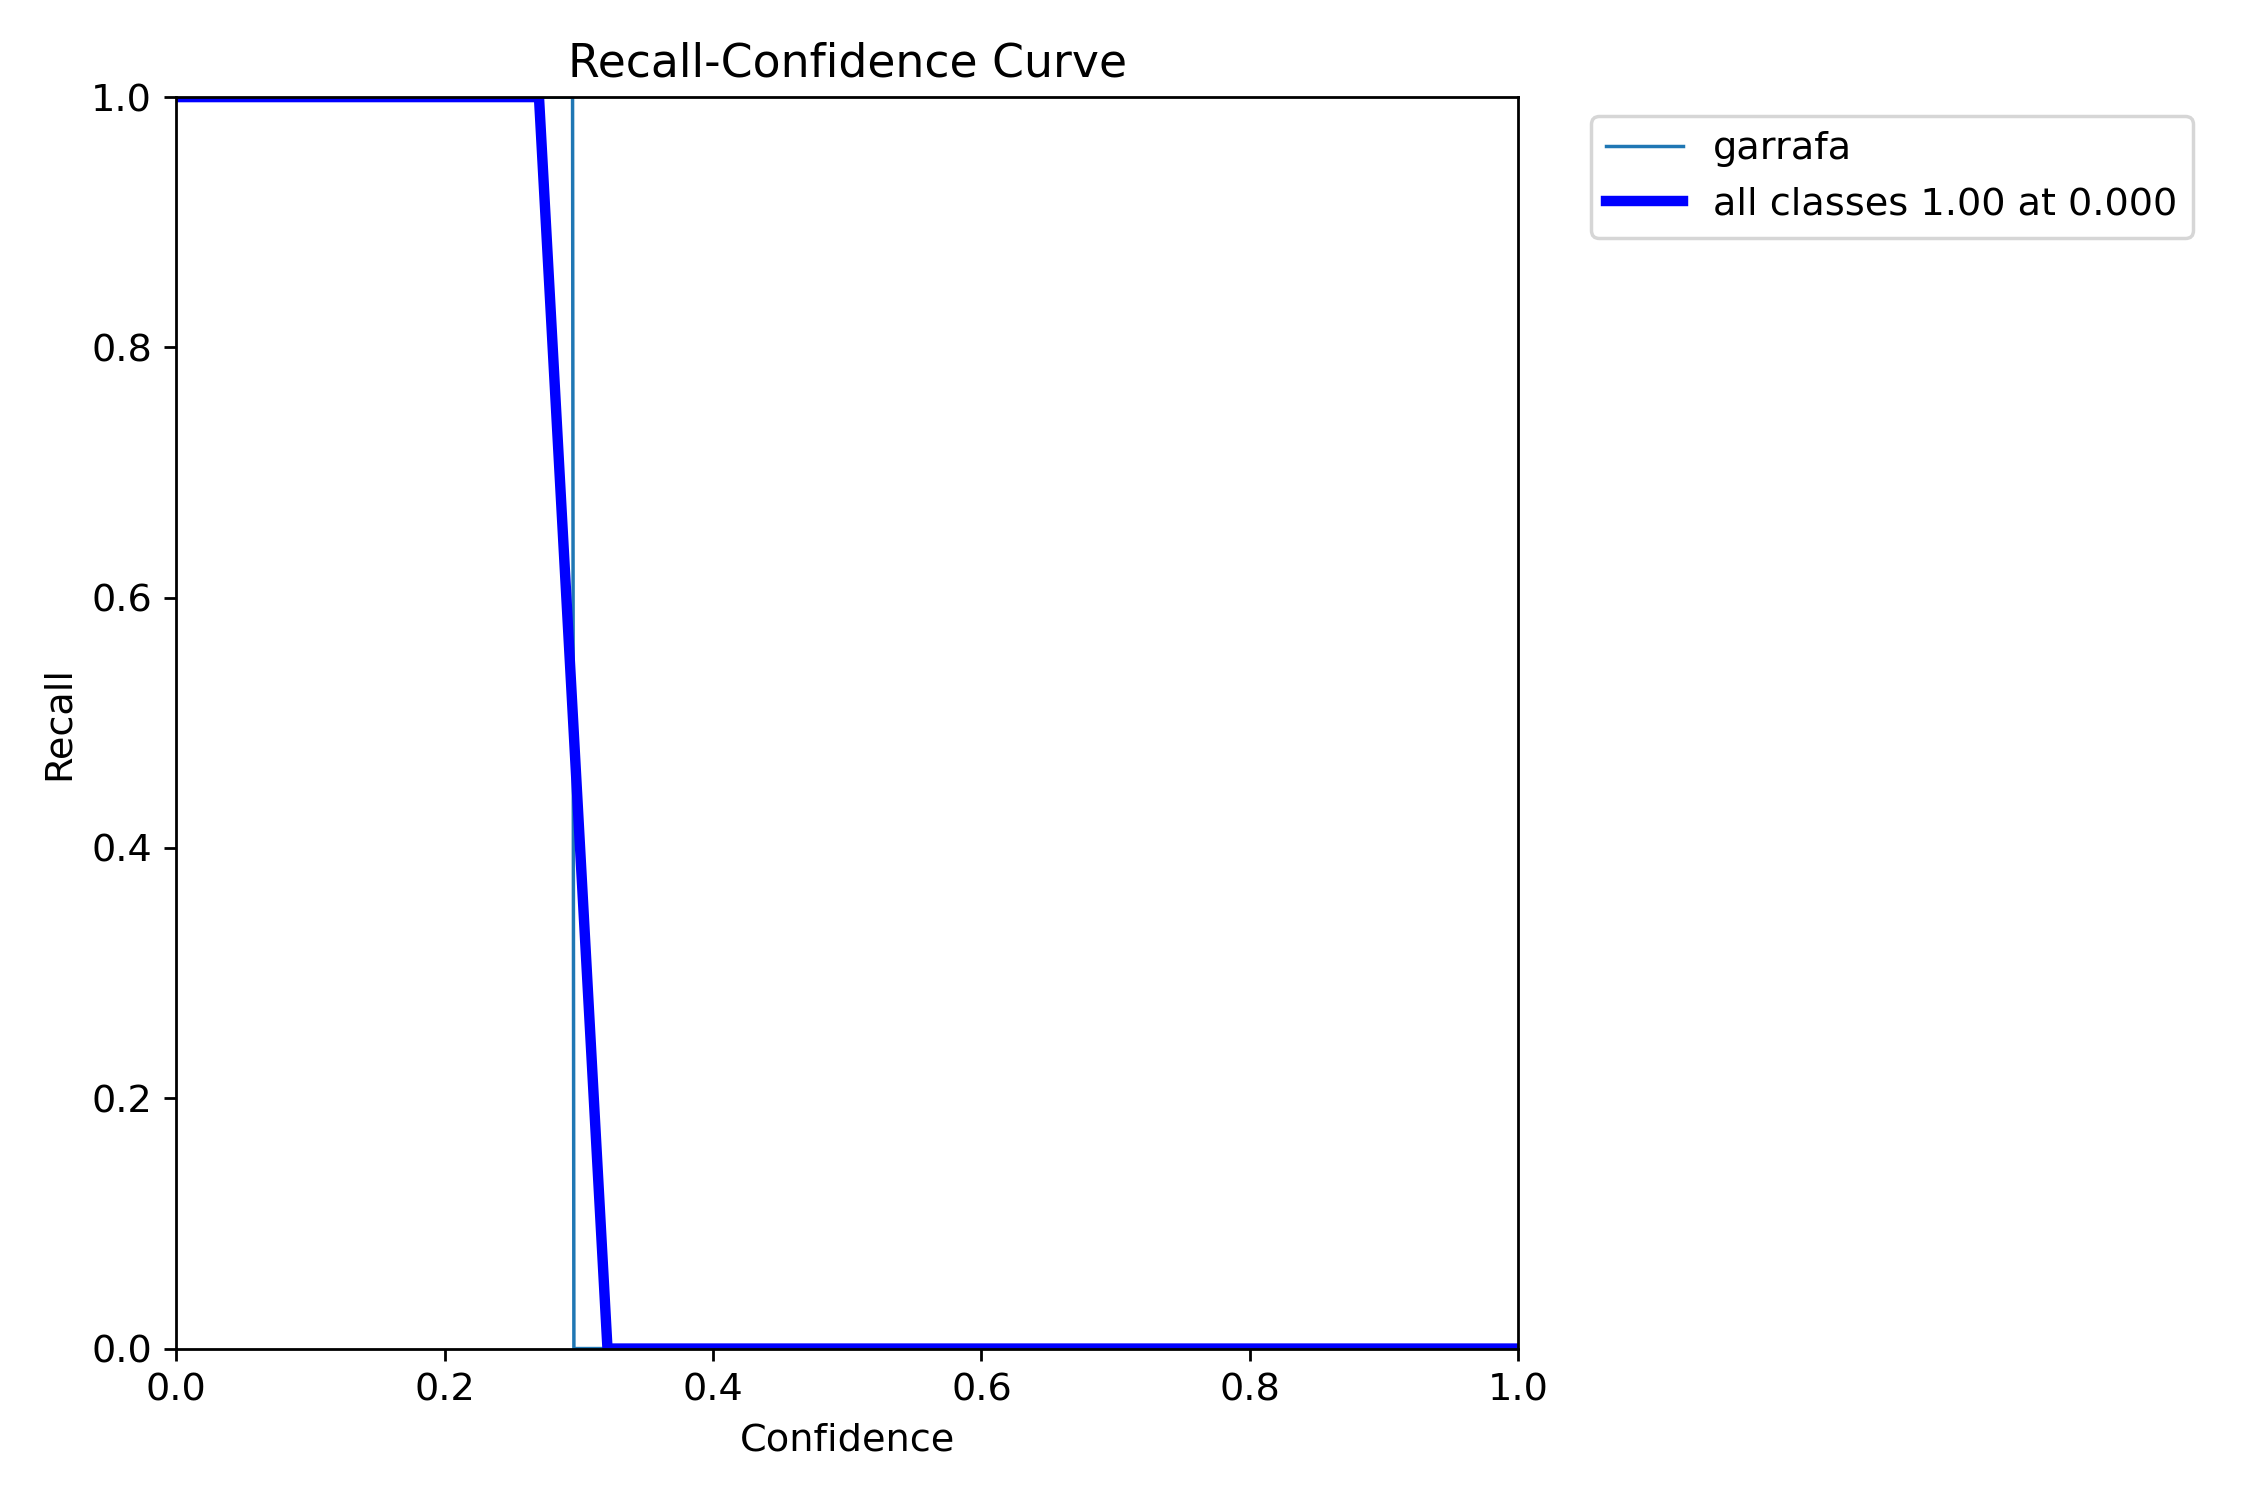 Recall-Confidence Curve
1.0
0.8
0.6
0.4
0.2
0.0
Recall
0.0 0.2 0.4 0.6 0.8 1.0
Confidence
garrafa
all classes 1.00 at 0.000